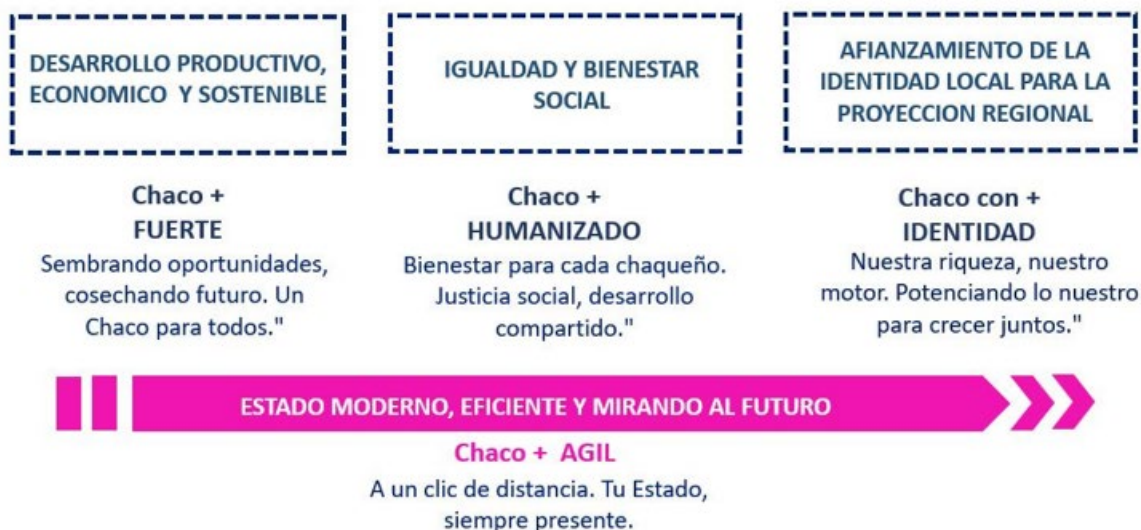 DESARROLLO PRODUCTIVO,
ECONOMICO Y SOSTENIBLE
IGUALDAD Y BIENESTAR
SOCIAL
AFIANZAMIENTO DE LA
IDENTIDAD LOCAL PARA LA
PROYECCION REGIONAL
Chaco +
FUERTE
Sembrando oportunidades,
cosechando futuro. Un
Chaco para todos."
Chaco +
HUMANIZADO
Bienestar para cada chaqueño.
Justicia social, desarrollo
compartido."
Chaco con +
IDENTIDAD
Nuestra riqueza, nuestro
motor. Potenciando lo nuestro
para crecer juntos."
ESTADO MODERNO, EFICIENTE Y MIRANDO AL FUTURO
Chaco + AGIL
A un clic de distancia. Tu Estado,
siempre presente.